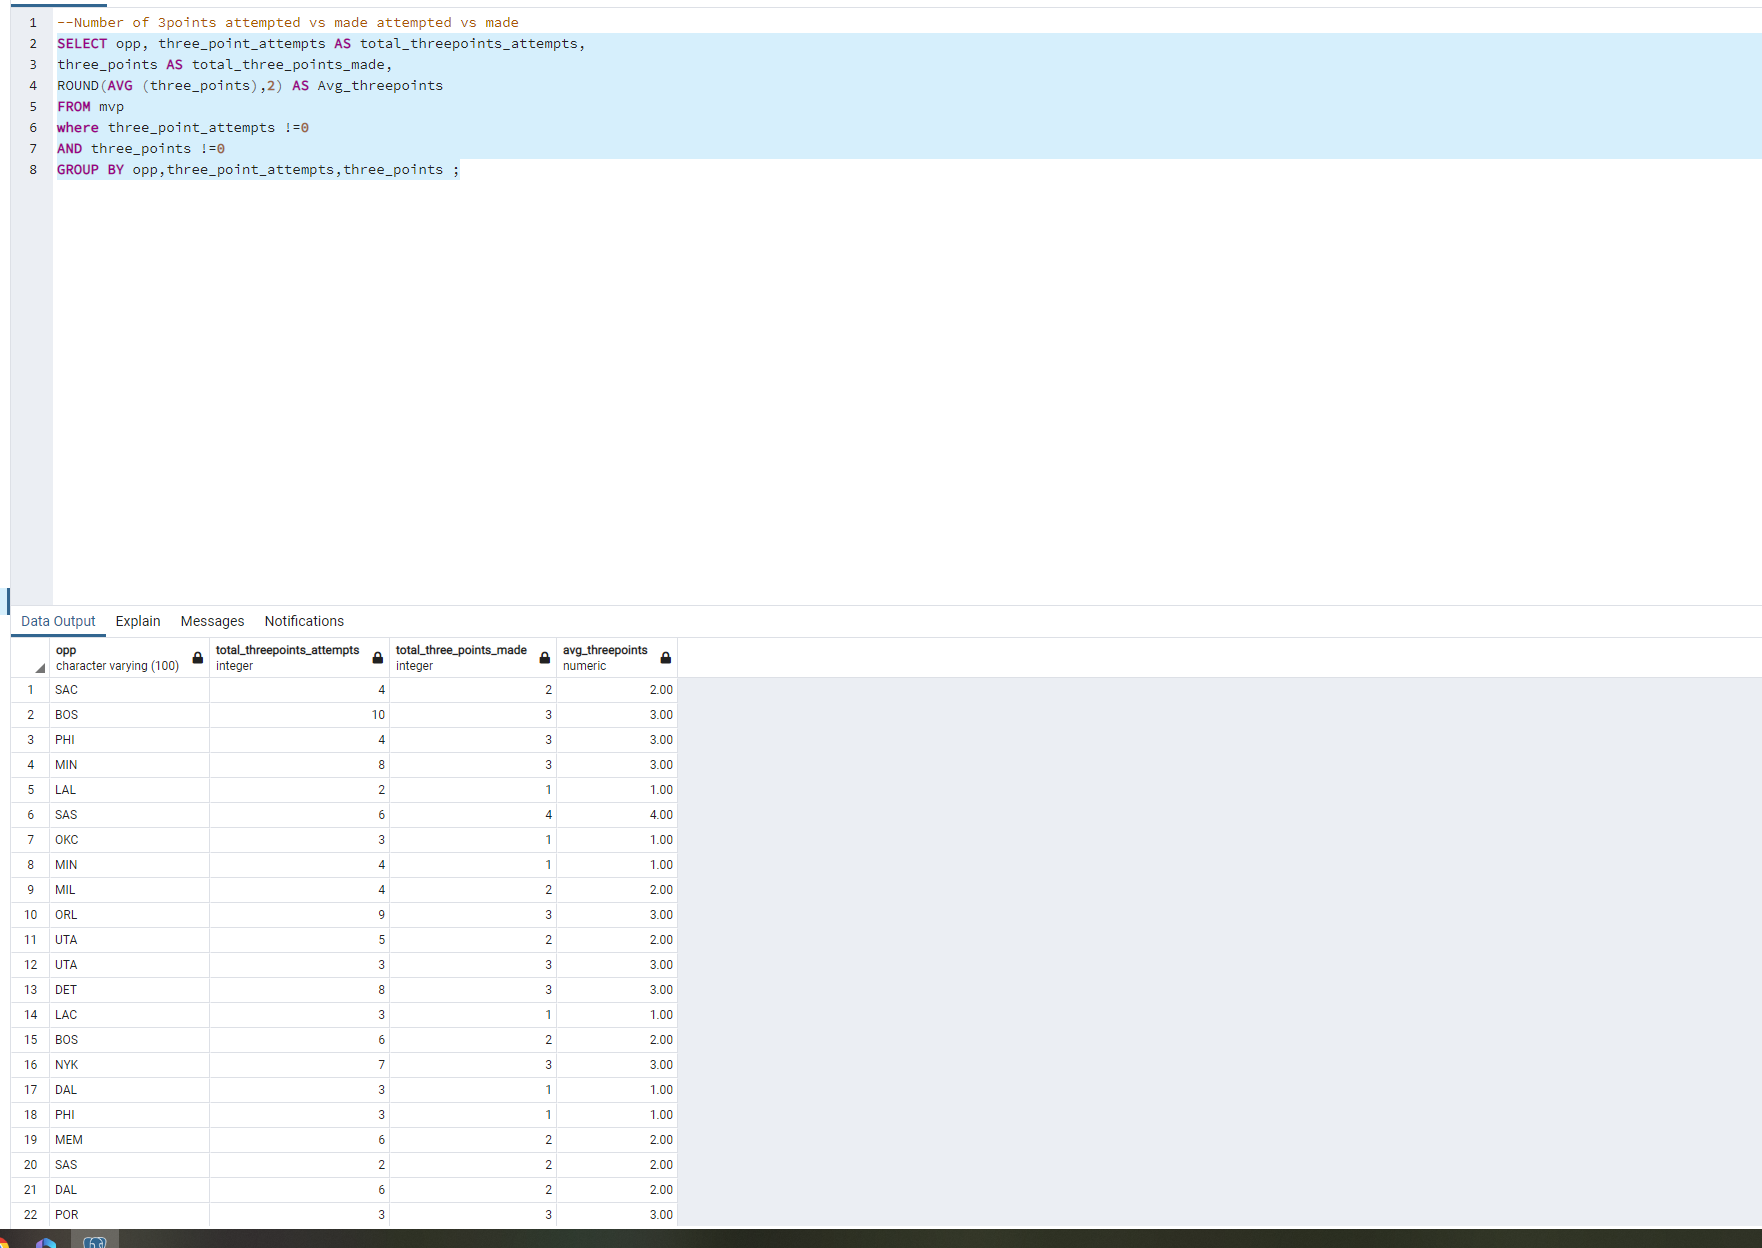 1 --Number of 3points attempted vs made attempted vs made
2 SELECT opp, three_point_attempts AS total_threepoints_attempts,
3 three_points AS total_three_points_made,
4 ROUND(AVG (three_points),2) AS Avg_threepoints
5 FROM mvp
6 where three_point_attempts !=0
7 AND three_points !=0
8 GROUP BY opp,three_point_attempts,three_points ;
Data Output Explain Messages Notifications
opp total_threepoints_attempts total_three_points_made avg_threepoints
character varying (100) integer integer numeric
1 SAC 4 2 2.00
2 BOS 10 3 3.00
3 PHI 4 3 3.00
4 MIN 8 3 3.00
5 LAL 2 1 1.00
6 SAS 6 4 4.00
7 OKC 3 1 1.00
8 MIN 4 1 1.00
9 MIL 4 2 2.00
10 ORL 9 3 3.00
11 UTA 5 2 2.00
12 UTA 3 3 3.00
13 DET 8 3 3.00
14 LAC 3 1 1.00
15 BOS 6 2 2.00
16 NYK 7 3 3.00
17 DAL 3 1 1.00
18 PHI 3 1 1.00
19 MEM 6 2 2.00
20 SAS 2 2 2.00
21 DAL 6 2 2.00
22 POR 3 3 3.00